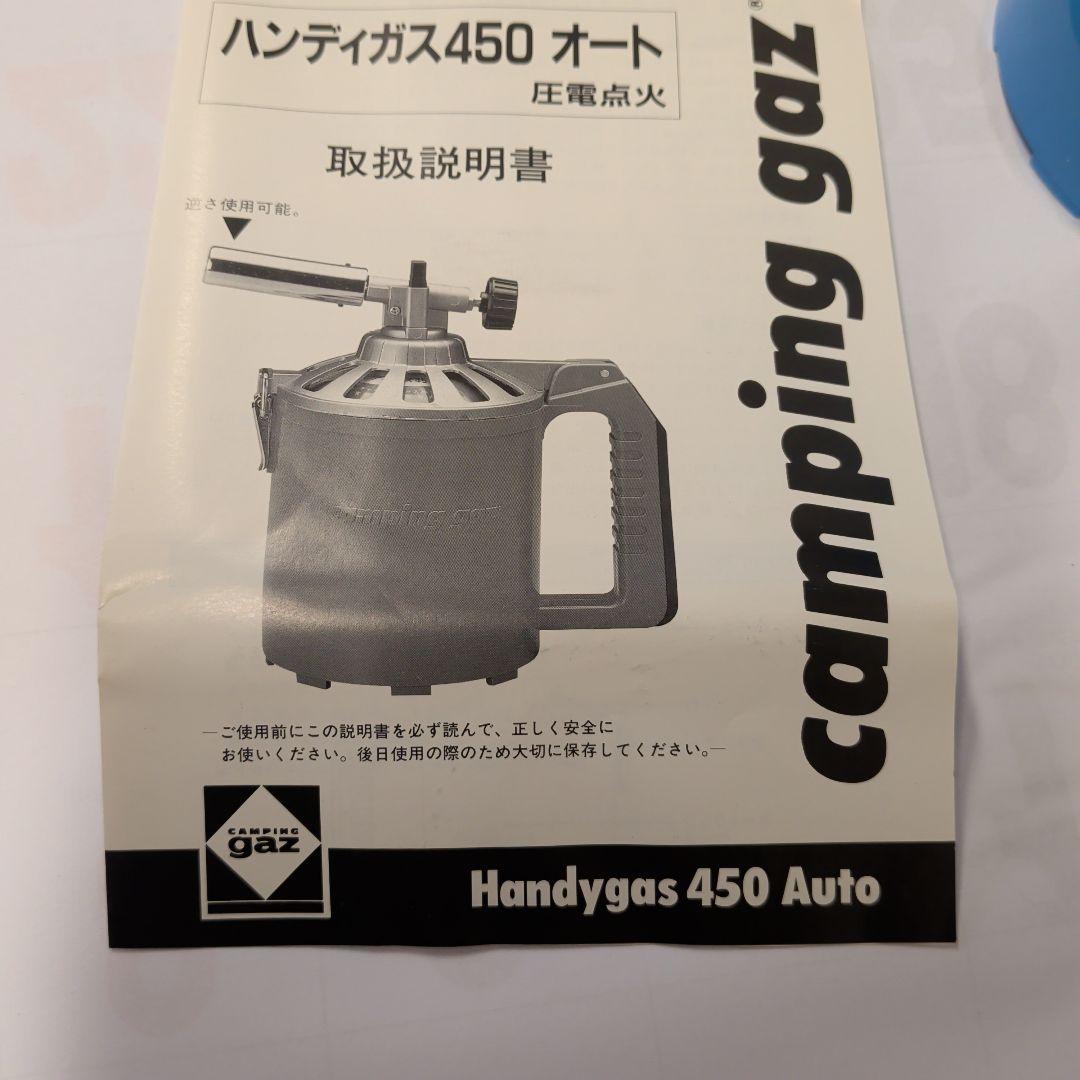 ハンディガス450 オート
圧電点火
取扱説明書
逆さ使用可能。
camping gaz®
camping gaz
―ご使用前にこの説明書を必ず読んで、正しく安全に
お使いください。後日使用の際のため大切に保存してください。―
CAMPING
gaz
Handygas 450 Auto